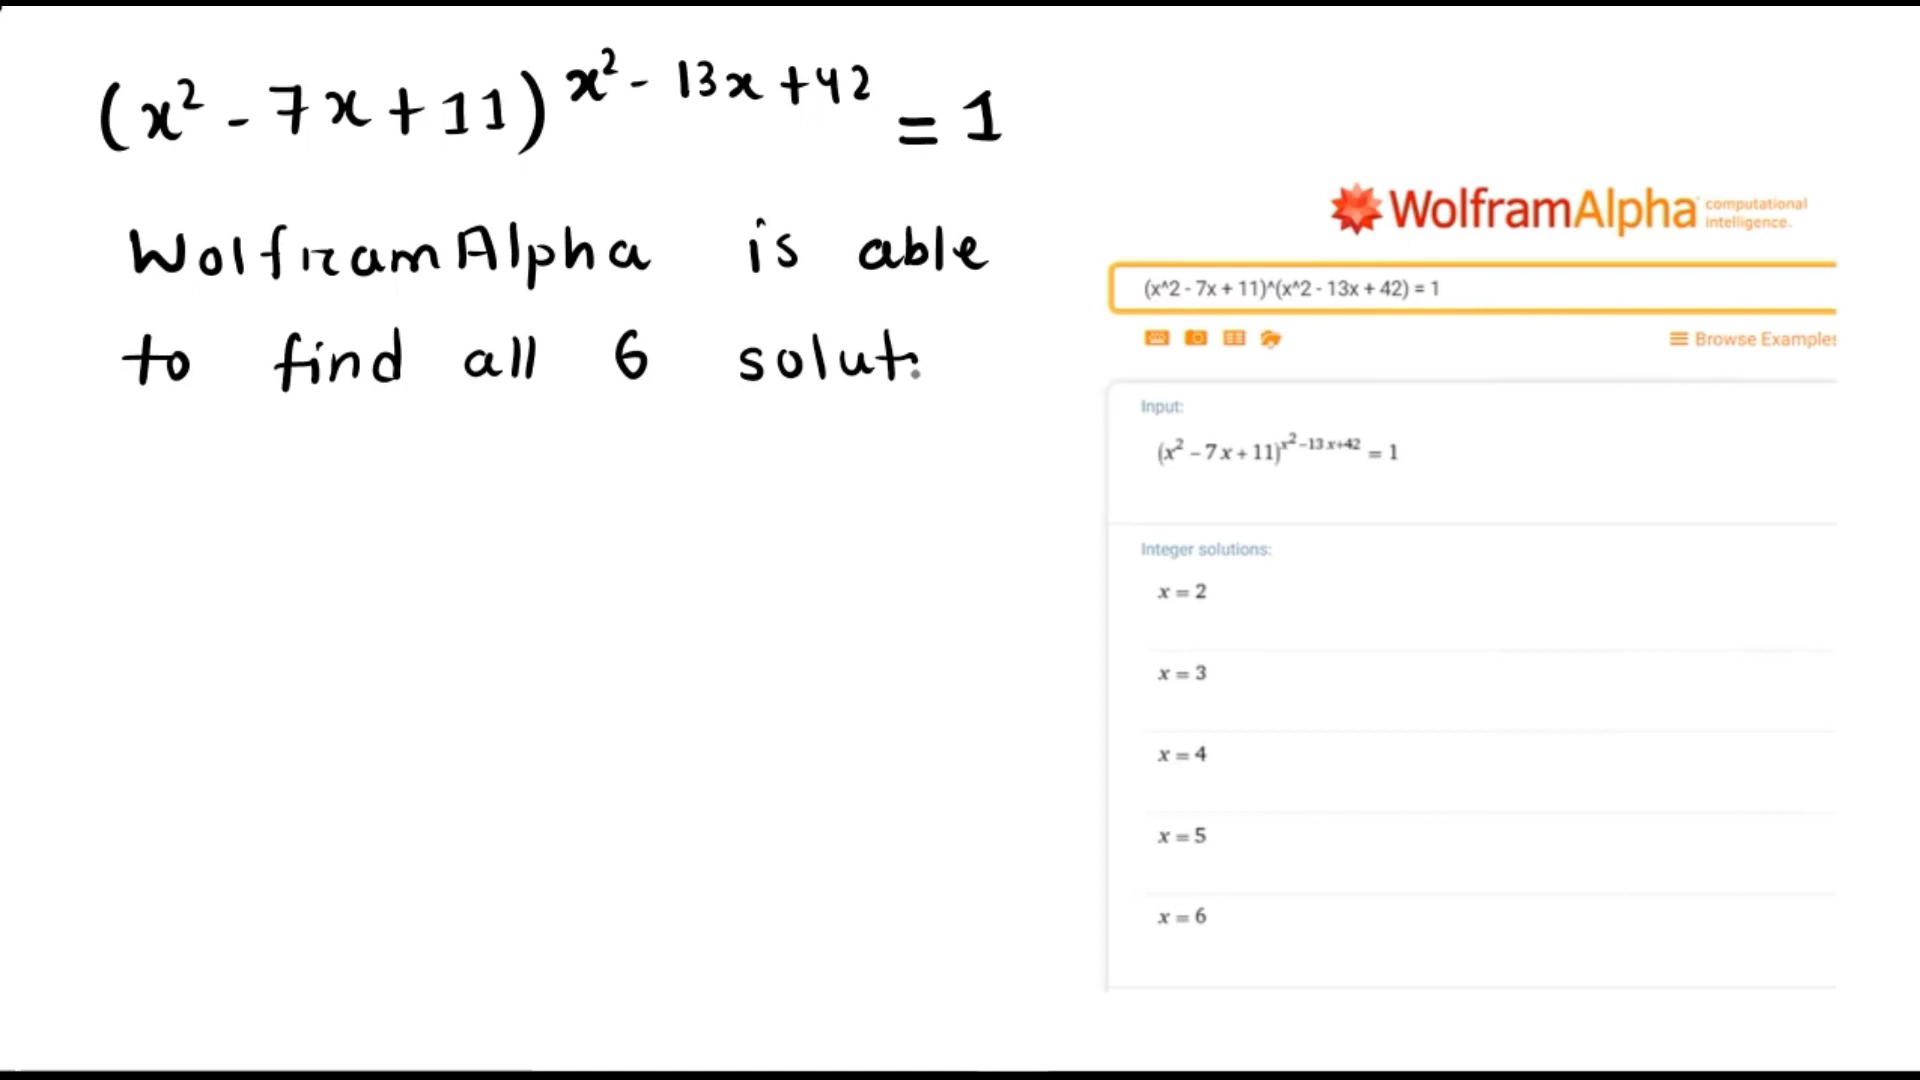 (x² - 7x + 11)^(x² - 13x + 42) = 1
WolframAlpha is able
to find all 6 solut
WolframAlpha computational intelligence.
(x^2 - 7x + 11)^(x^2 - 13x + 42) = 1
Browse Examples
Input:
(x² - 7x + 11)^(x² - 13x + 42) = 1
Integer solutions:
x = 2
x = 3
x = 4
x = 5
x = 6